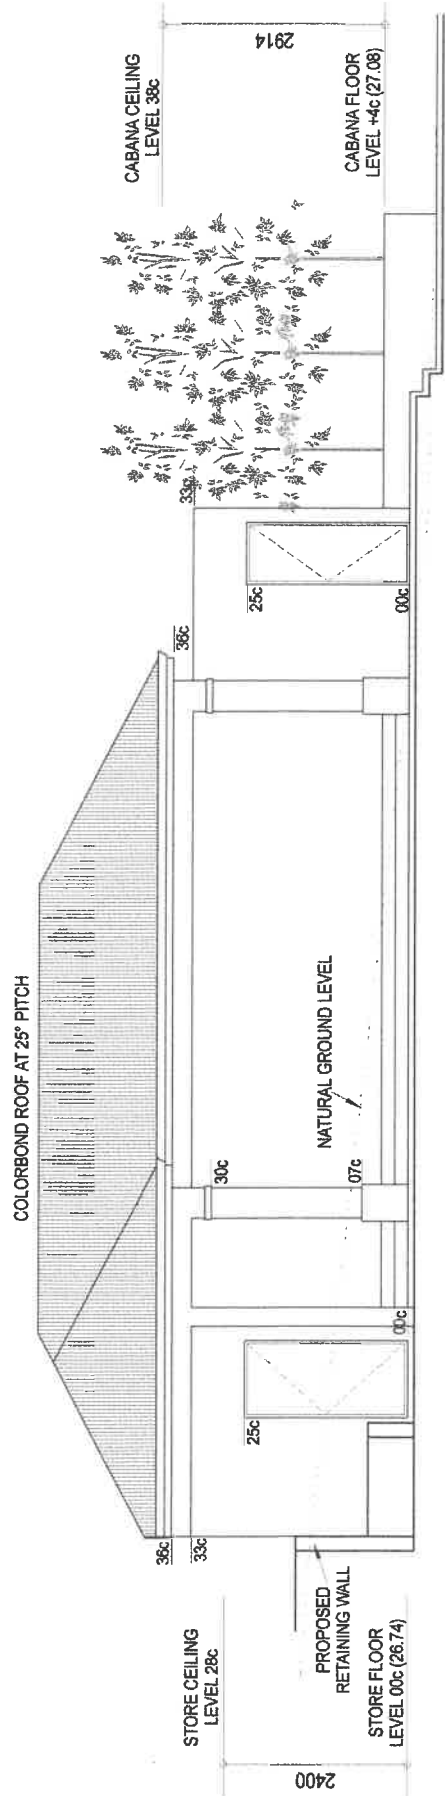 COLORBOND ROOF AT 25° PITCH
STORE CEILING
LEVEL 28c
2400
STORE FLOOR
LEVEL 00c (26.74)
PROPOSED
RETAINING WALL
36c
33c
25c
00c
30c
07c
NATURAL GROUND LEVEL
36c
33c
25c
00c
CABANA CEILING
LEVEL 38c
2914
CABANA FLOOR
LEVEL +4c (27.08)